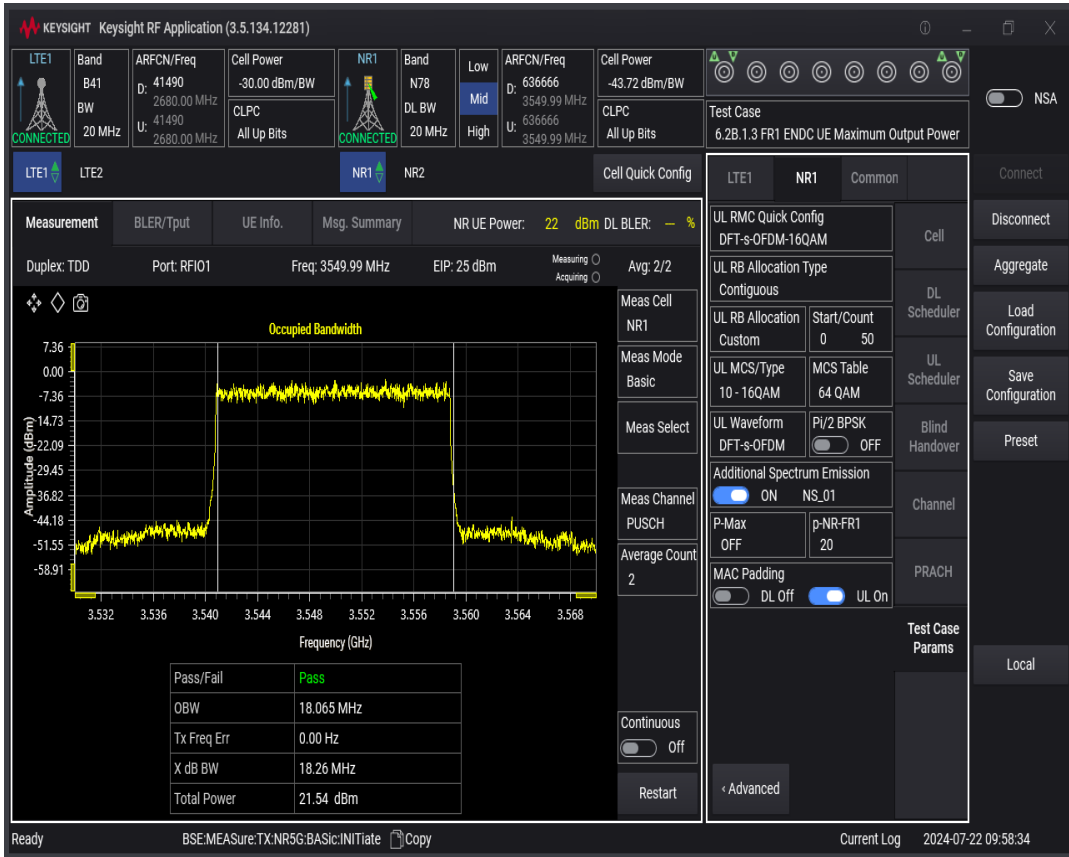 KEYSIGHT Keysight RF Application (3.5.134.12281)
LTE1
CONNECTED
Band
B41
BW
20 MHz
ARFCN/Freq
D: 41490
2680.00 MHz
U: 41490
2680.00 MHz
Cell Power
-30.00 dBm/BW
CLPC
All Up Bits
NR1
CONNECTED
Band
N78
DL BW
20 MHz
Low
Mid
High
ARFCN/Freq
D: 636666
3549.99 MHz
U: 636666
3549.99 MHz
Cell Power
-43.72 dBm/BW
CLPC
All Up Bits
Test Case
6.2B.1.3 FR1 ENDC UE Maximum Output Power
NSA
LTE1 LTE2
NR1 NR2
Cell Quick Config
Measurement BLER/Tput UE Info. Msg. Summary NR UE Power: 22 dBm DL BLER: --- %
Duplex: TDD Port: RFIO1 Freq: 3549.99 MHz EIP: 25 dBm
Measuring
Acquiring
Avg: 2/2
Occupied Bandwidth
Amplitude (dBm)
7.36
0.00
-7.36
-14.73
-22.09
-29.45
-36.82
-44.18
-51.55
-58.91
3.532 3.536 3.540 3.544 3.548 3.552 3.556 3.560 3.564 3.568
Frequency (GHz)
Pass/Fail Pass
OBW 18.065 MHz
Tx Freq Err 0.00 Hz
X dB BW 18.26 MHz
Total Power 21.54 dBm
Meas Cell
NR1
Meas Mode
Basic
Meas Select
Meas Channel
PUSCH
Average Count
2
Continuous
Off
Restart
LTE1 NR1 Common
UL RMC Quick Config
DFT-s-OFDM-16QAM
UL RB Allocation Type
Contiguous
UL RB Allocation
Custom
Start/Count
0 50
UL MCS/Type
10 - 16QAM
MCS Table
64 QAM
UL Waveform
DFT-s-OFDM
Pi/2 BPSK
OFF
Additional Spectrum Emission
ON NS_01
P-Max
OFF
p-NR-FR1
20
MAC Padding
DL Off UL On
‹ Advanced
Cell
DL
Scheduler
UL
Scheduler
Blind
Handover
Channel
PRACH
Test Case
Params
Connect
Disconnect
Aggregate
Load
Configuration
Save
Configuration
Preset
Local
Ready BSE:MEASure:TX:NR5G:BASic:INITiate Copy Current Log 2024-07-22 09:58:34